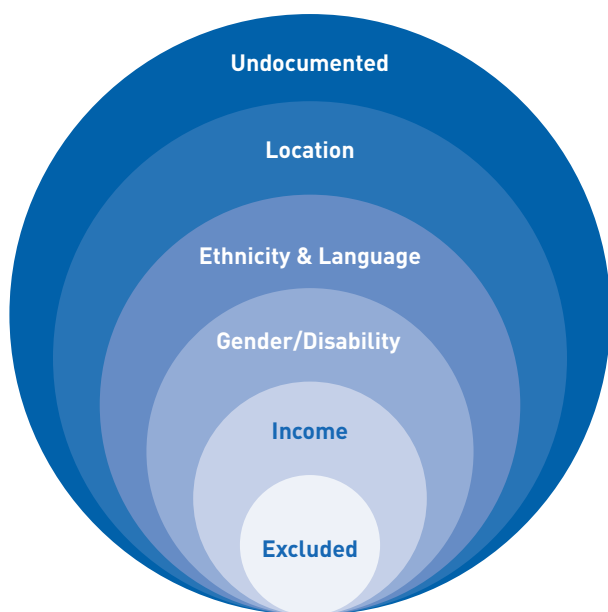 Undocumented
Location
Ethnicity & Language
Gender/Disability
Income
Excluded